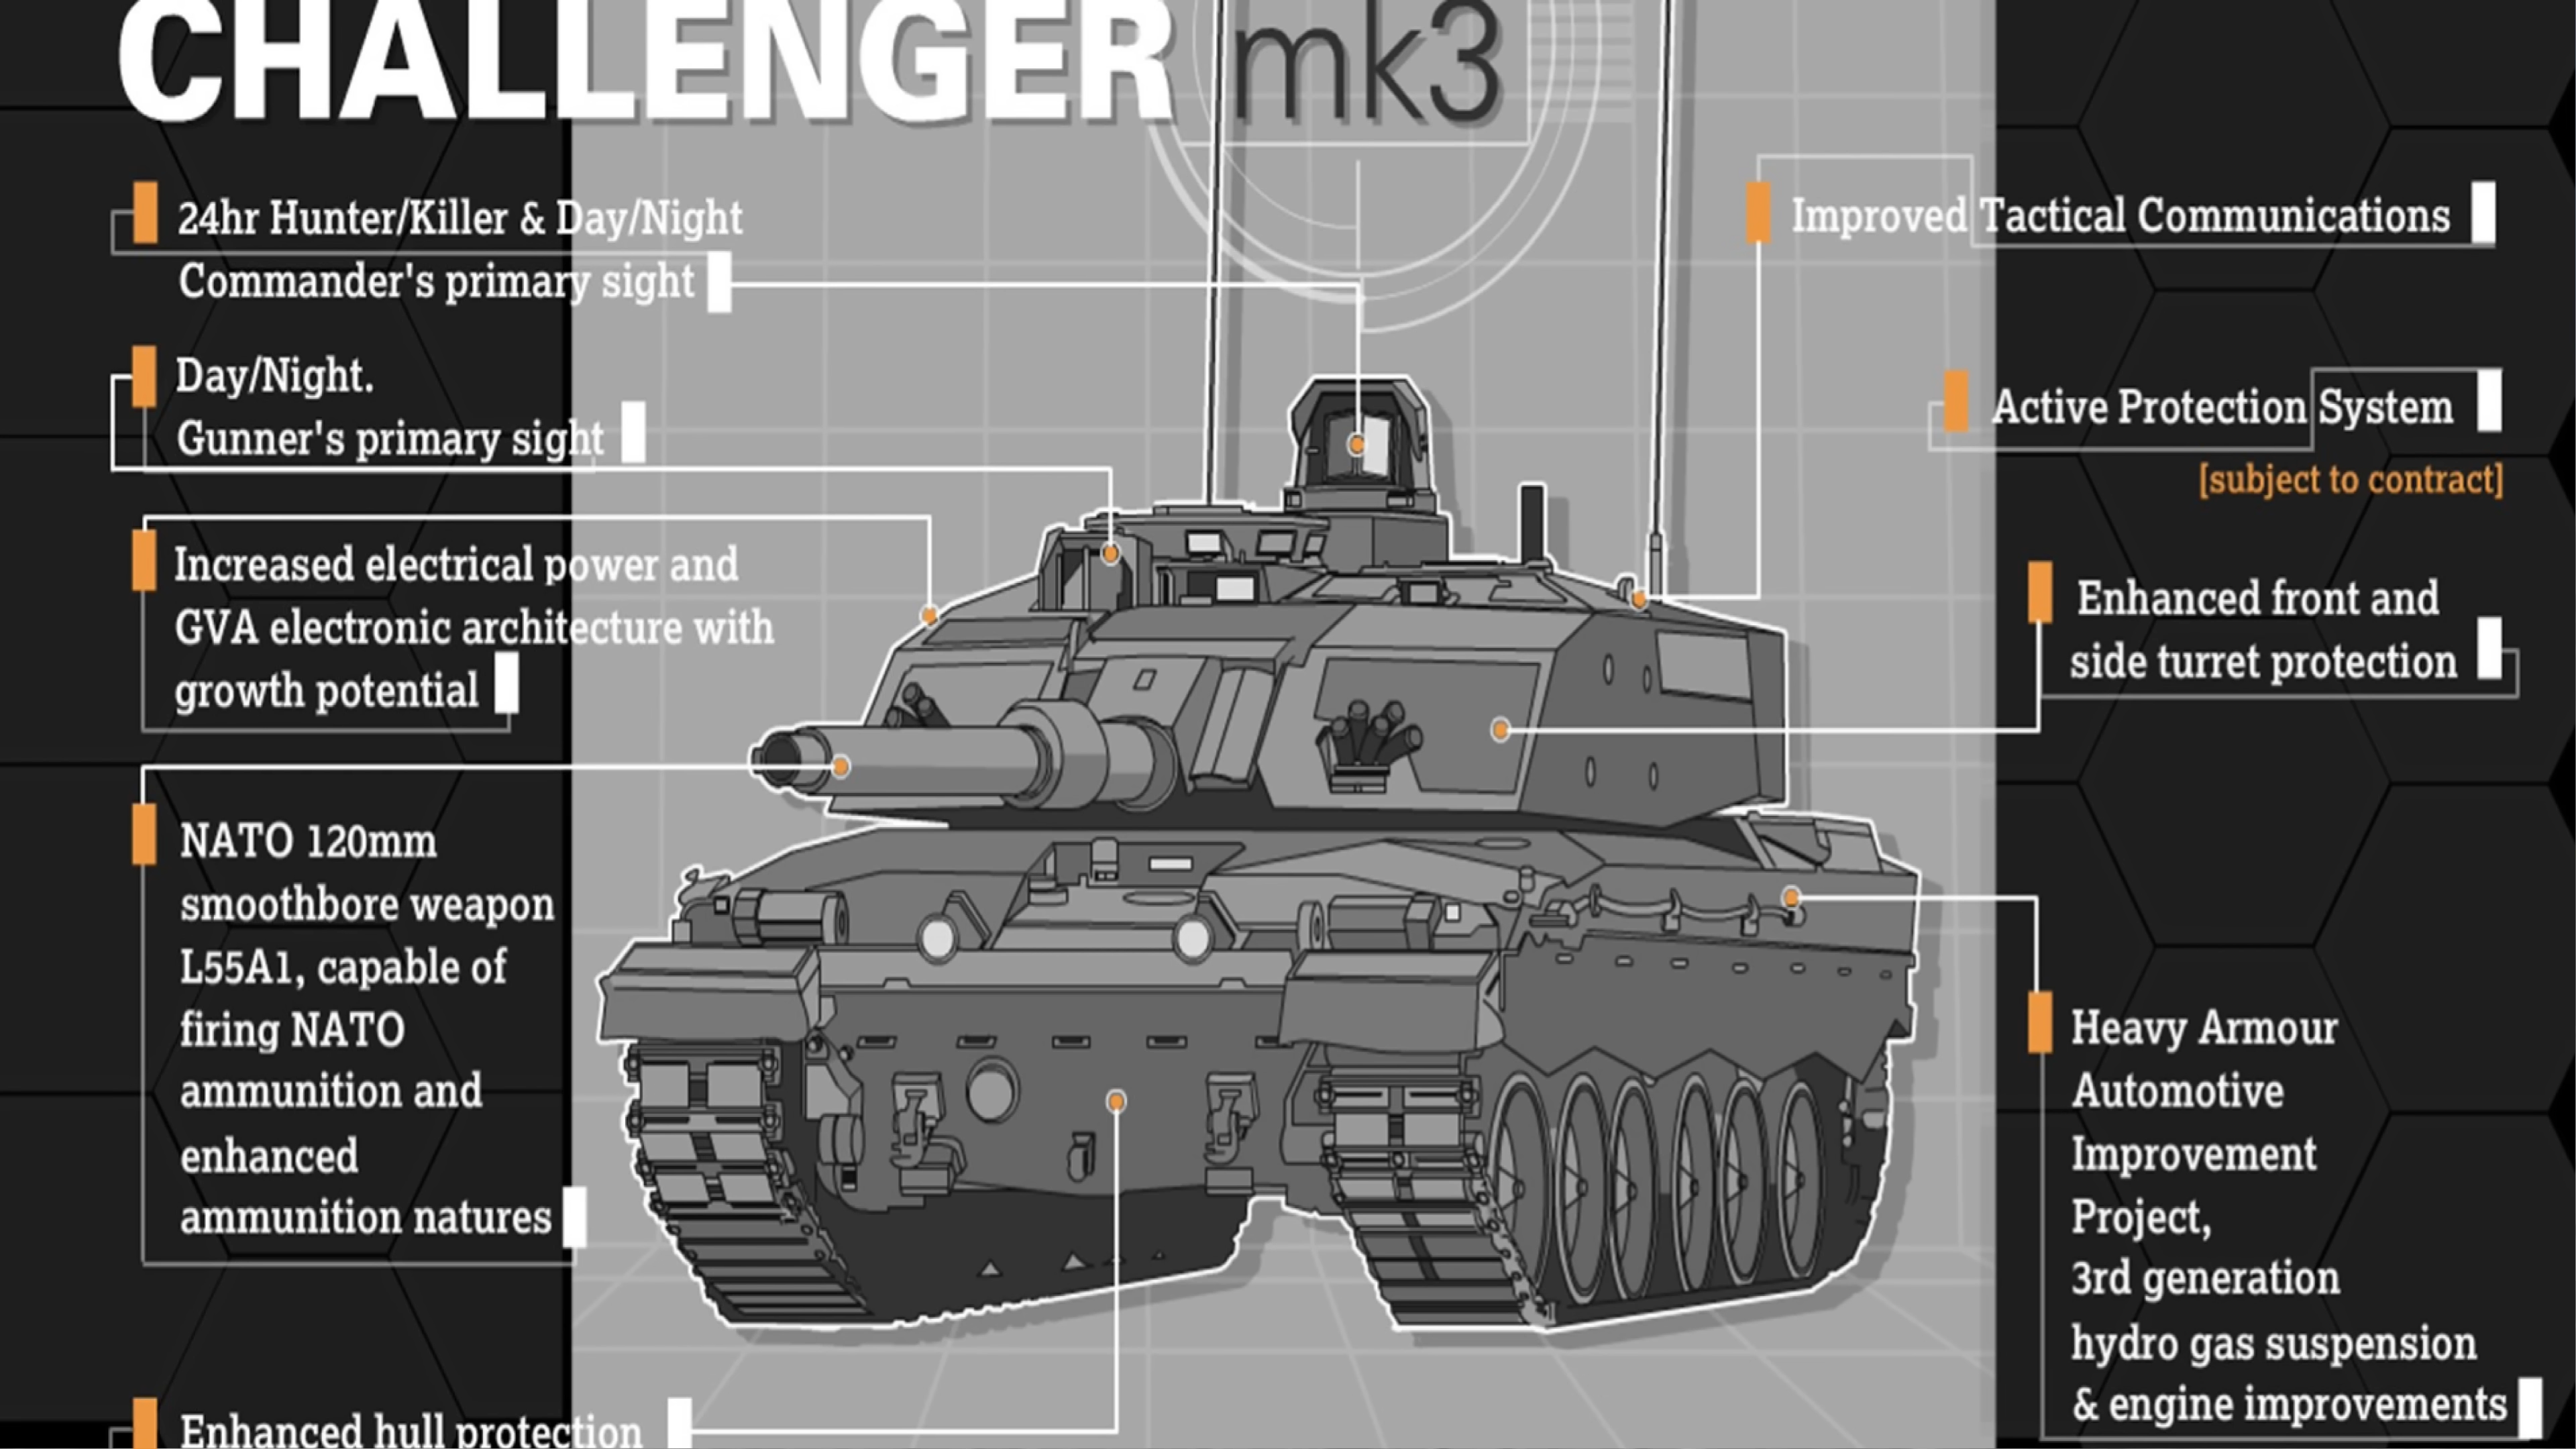 CHALLENGER mk3
24hr Hunter/Killer & Day/Night
Commander's primary sight
Day/Night.
Gunner's primary sight
Increased electrical power and
GVA electronic architecture with
growth potential
NATO 120mm
smoothbore weapon
L55A1, capable of
firing NATO
ammunition and
enhanced
ammunition natures
Enhanced hull protection
Improved Tactical Communications
Active Protection System
[subject to contract]
Enhanced front and
side turret protection
Heavy Armour
Automotive
Improvement
Project,
3rd generation
hydro gas suspension
& engine improvements